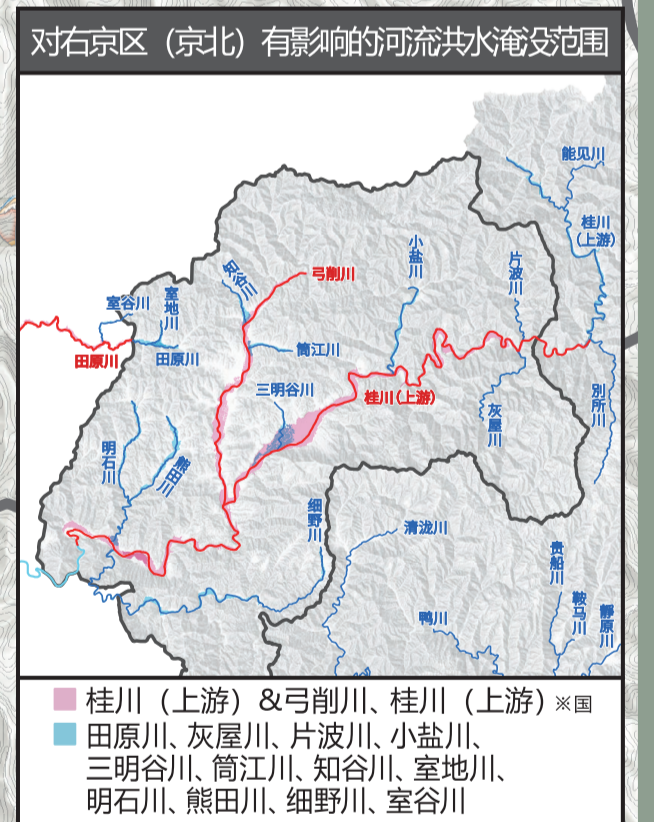 对右京区（京北）有影响的河流洪水淹没范围
能见川
桂川
（上游）
小盐川
片波川
知谷川
弓削川
室谷川
室地川
田原川
田原川
筒江川
三明谷川
桂川（上游）
灰屋川
別所川
明石川
熊田川
细野川
清泷川
贵船川
鞍马川
靜原川
鸭川
桂川（上游）&弓削川、桂川（上游）※国
田原川、灰屋川、片波川、小盐川、
三明谷川、筒江川、知谷川、室地川、
明石川、熊田川、细野川、室谷川